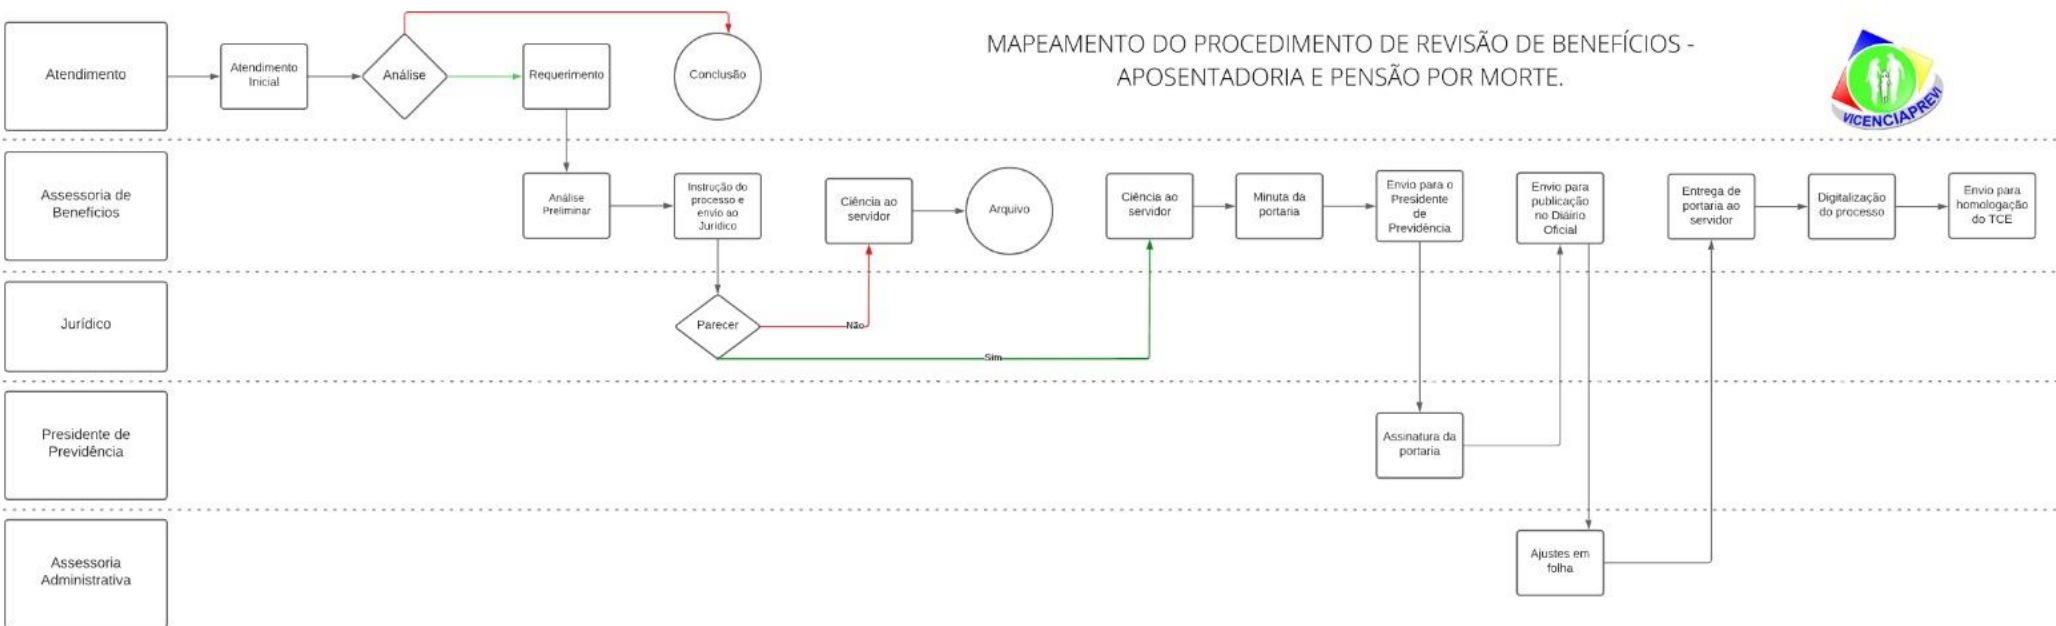 MAPEAMENTO DO PROCEDIMENTO DE REVISÃO DE BENEFÍCIOS -
APOSENTADORIA E PENSÃO POR MORTE.
VICENCIAPREVI
Atendimento
Atendimento
Inicial
Análise
Requerimento
Conclusão
Assessoria de
Benefícios
Análise
Preliminar
Instrução do
processo e
envio ao
Jurídico
Ciência ao
servidor
Arquivo
Ciência ao
servidor
Minuta da
portaria
Envio para o
Presidente
de
Previdência
Envio para
publicação
no Diáirio
Oficial
Entrega de
portaria ao
servidor
Digitalização
do processo
Envio para
homologação
do TCE
Jurídico
Parecer
Não
Sim
Presidente de
Previdência
Assinatura da
portaria
Assessoria
Administrativa
Ajustes em
folha